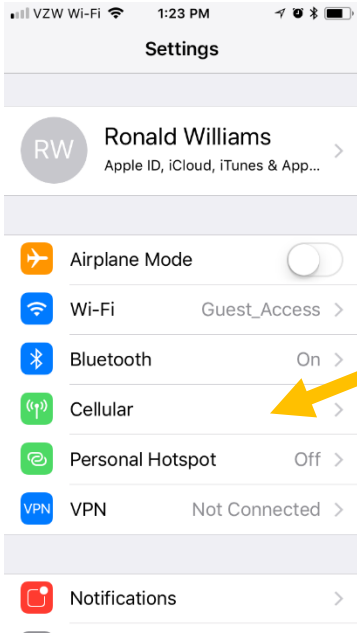 VZW Wi-Fi 1:23 PM
Settings
RW
Ronald Williams
Apple ID, iCloud, iTunes & App...
Airplane Mode
Wi-Fi Guest_Access
Bluetooth On
Cellular
Personal Hotspot Off
VPN VPN Not Connected
Notifications